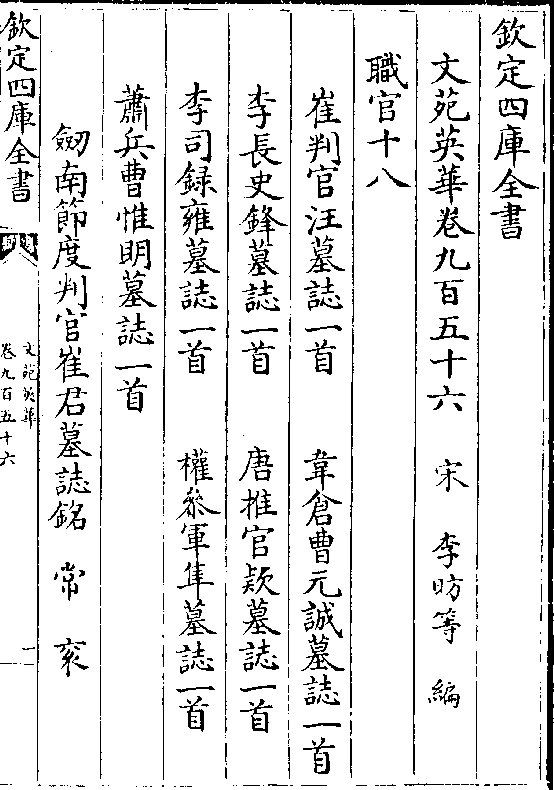 欽定四庫全書
文苑英華卷九百五十六　宋　李昉等　編
職官十八
崔判官汪墓誌一首　韋倉曹元誠墓誌一首
李長史鋒墓誌一首　唐推官款墓誌一首
李司録雍墓誌一首　權叅軍隼墓誌一首
蕭兵曹惟明墓誌一首
劒南節度判官崔君墓誌銘　常　衮
欽定四庫全書
文苑英華
卷九百五十六
一